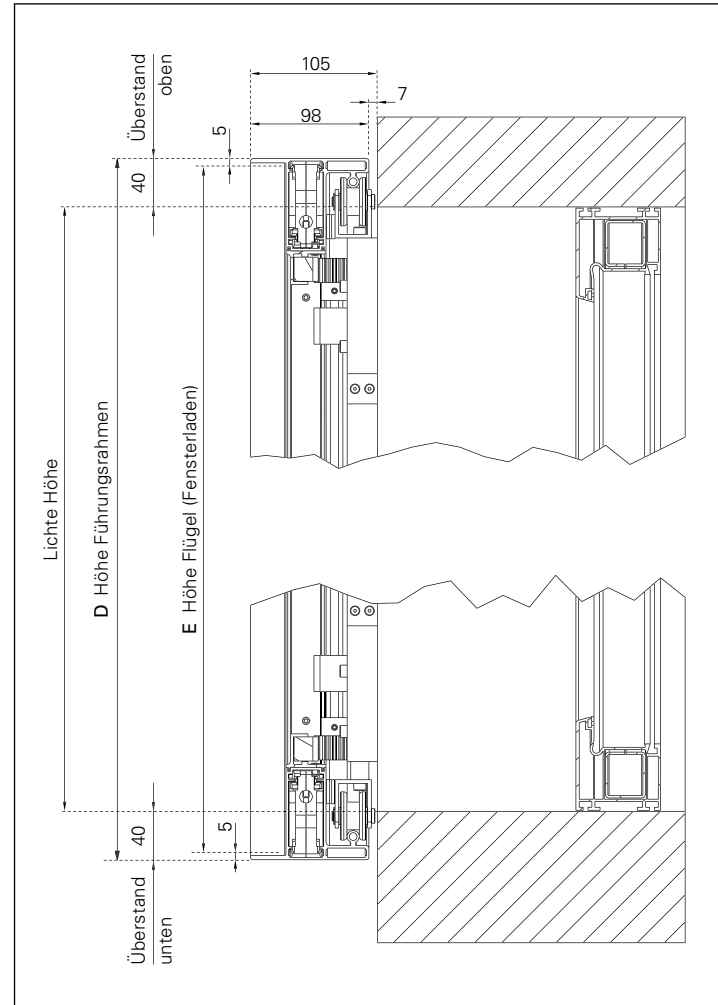 Überstand
oben
105
98
7
5
40
Lichte Höhe
D Höhe Führungsrahmen
E Höhe Flügel (Fensterladen)
40
5
Überstand
unten